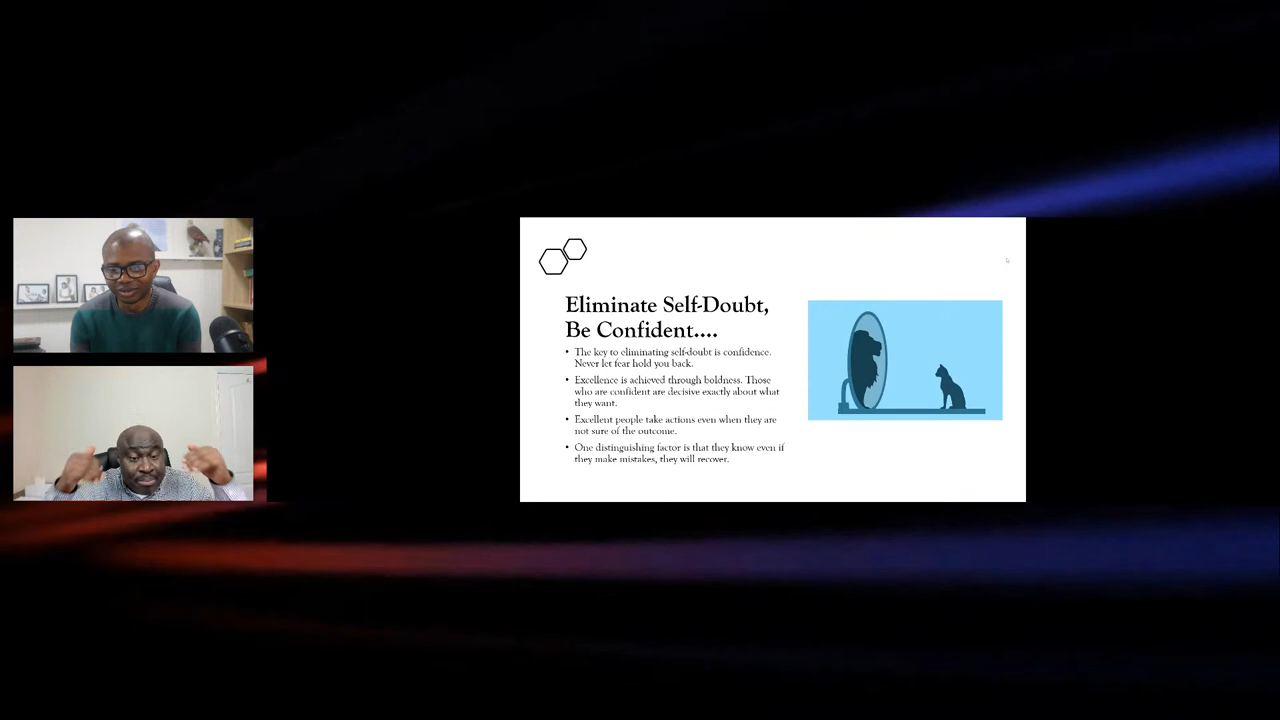 Eliminate Self-Doubt,
Be Confident....
• The key to eliminating self-doubt is confidence.
Never let fear hold you back.
• Excellence is achieved through boldness. Those
who are confident are decisive exactly about what
they want.
• Excellent people take actions even when they are
not sure of the outcome.
• One distinguishing factor is that they know even if
they make mistakes, they will recover.